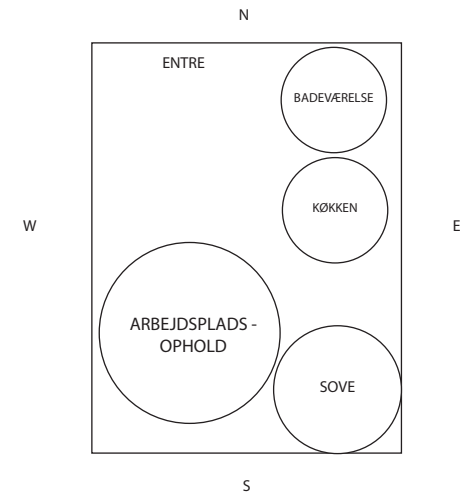 N
ENTRE
BADEVÆRELSE
KØKKEN
W
E
ARBEJDSPLADS -
OPHOLD
SOVE
S